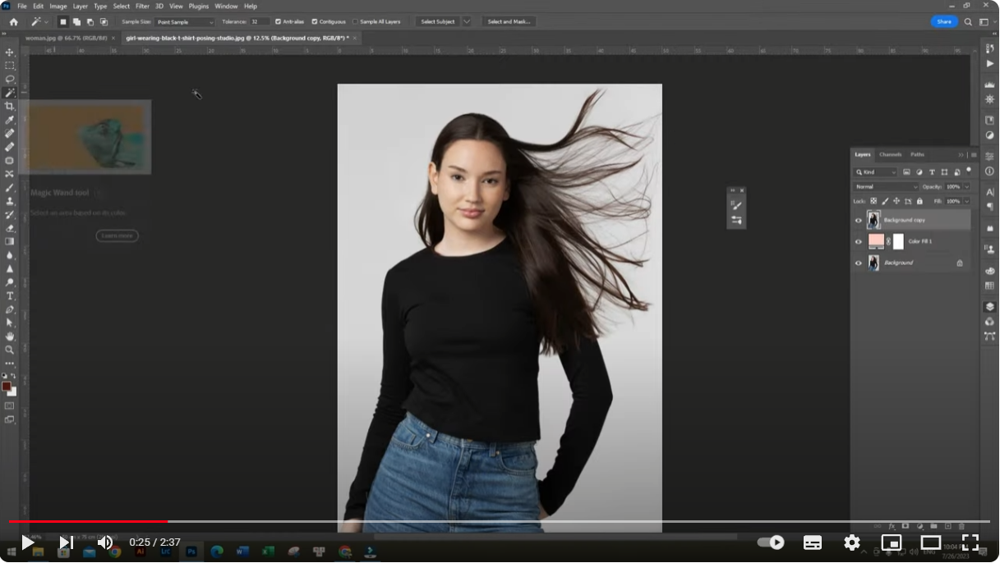 Ps File Edit Image Layer Type Select Filter 3D View Plugins Window Help
Sample Size: Point Sample Tolerance: 32 Anti-alias Contiguous Sample All Layers Select Subject Select and Mask... Share
woman.jpg @ 66.7% (RGB/8#) × girl-wearing-black-t-shirt-posing-studio.jpg @ 12.5% (Background copy, RGB/8*) * ×
Magic Wand tool
Select an area based on its color.
Learn more
Layers Channels Paths
Kind
Normal Opacity: 100%
Lock: Fill: 100%
Background copy
Color Fill 1
Background
0:25 / 2:37
10:04 PM
7/26/2023